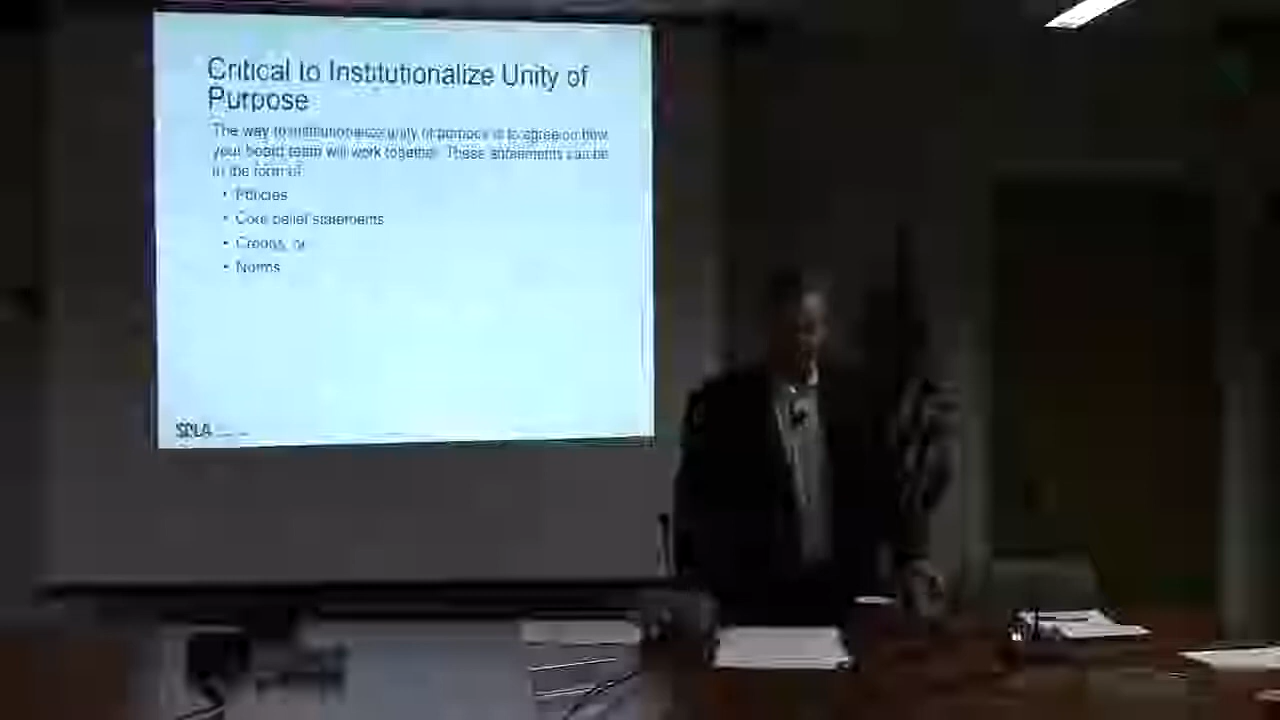 Critical to Institutionalize Unity of
Purpose
The way to institutionalize unity of purpose is to agree on how
your board team will work together. These agreements can be
in the form of:
• Policies
• Core belief statements
• Creeds, or
• Norms